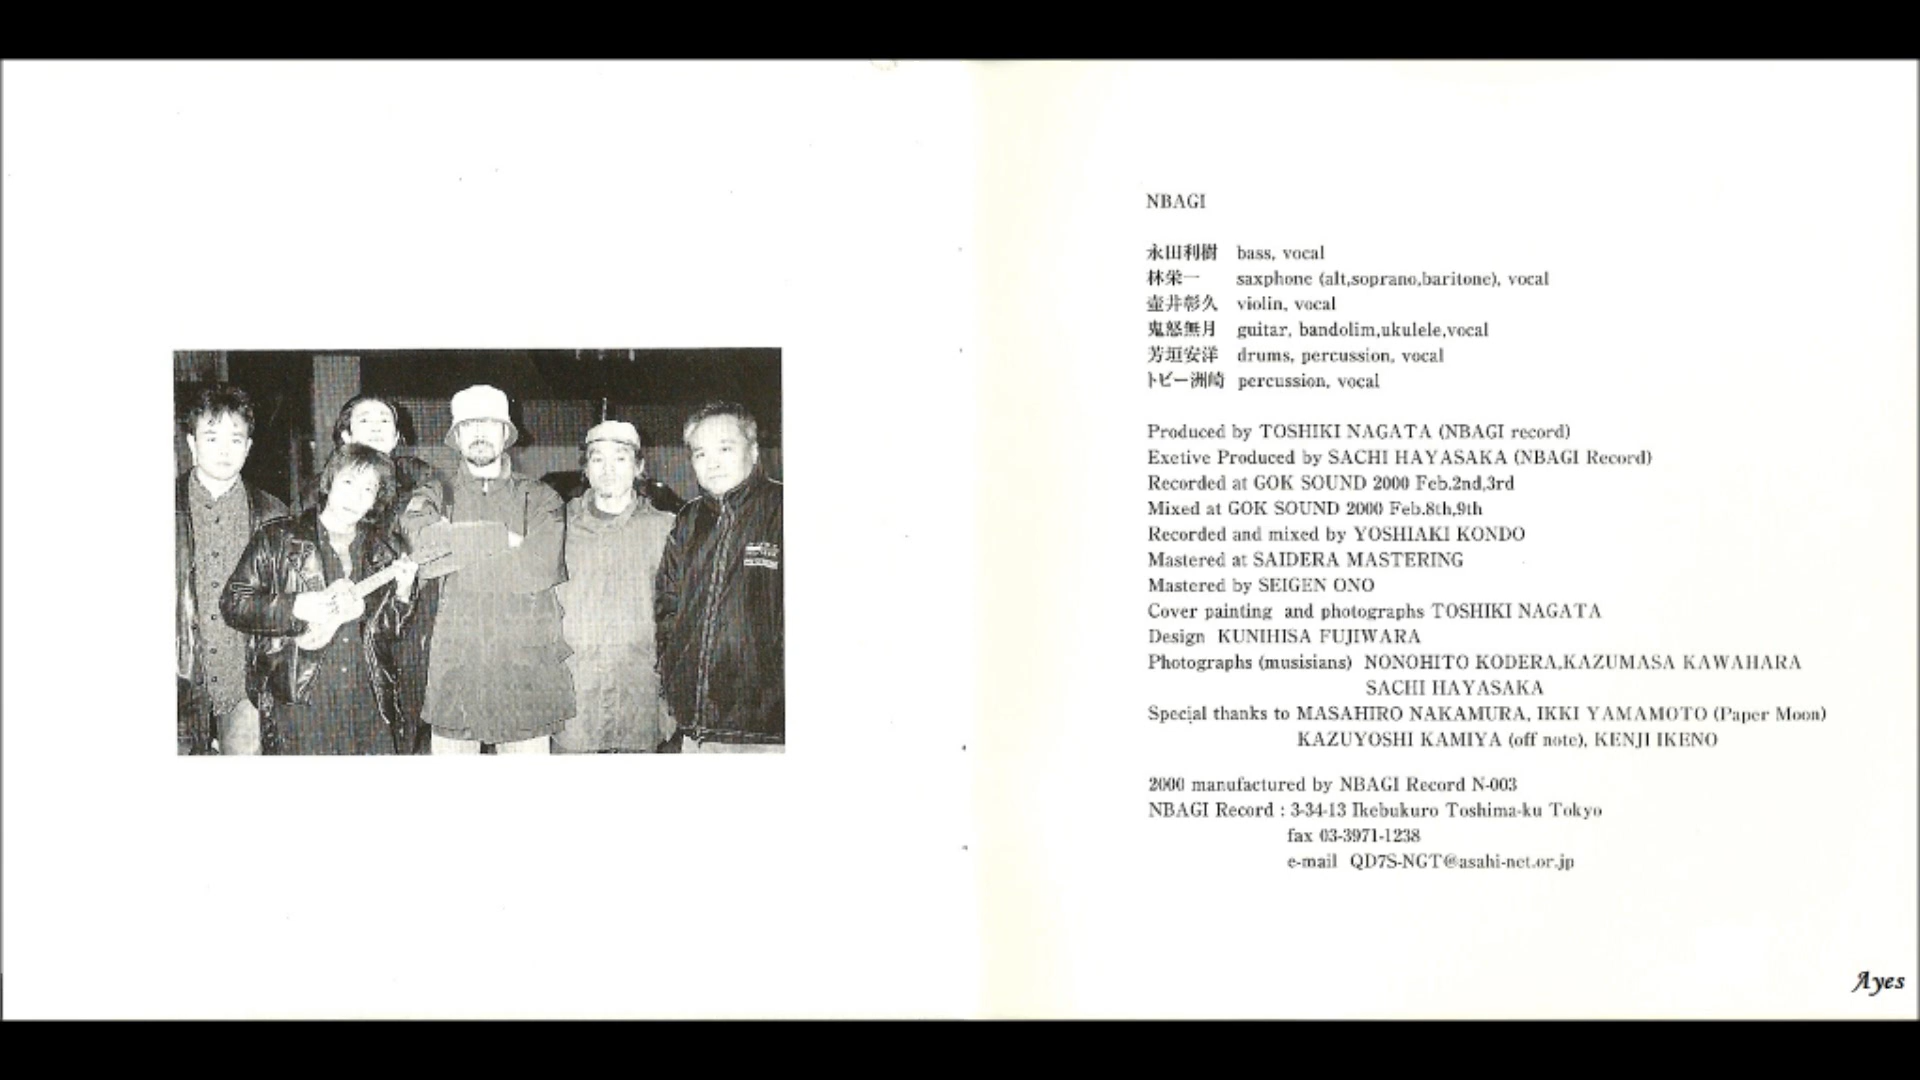 NBAGI
永田利樹 bass, vocal
林栄一 saxphone (alt,soprano,baritone), vocal
壷井彰久 violin, vocal
鬼怒無月 guitar, bandolim,ukulele,vocal
芳垣安洋 drums, percussion, vocal
トビー洲崎 percussion, vocal
Produced by TOSHIKI NAGATA (NBAGI record)
Exetive Produced by SACHI HAYASAKA (NBAGI Record)
Recorded at GOK SOUND 2000 Feb.2nd,3rd
Mixed at GOK SOUND 2000 Feb.8th,9th
Recorded and mixed by YOSHIAKI KONDO
Mastered at SAIDERA MASTERING
Mastered by SEIGEN ONO
Cover painting and photographs TOSHIKI NAGATA
Design KUNIHISA FUJIWARA
Photographs (musisians) NONOHITO KODERA,KAZUMASA KAWAHARA
SACHI HAYASAKA
Special thanks to MASAHIRO NAKAMURA, IKKI YAMAMOTO (Paper Moon)
KAZUYOSHI KAMIYA (off note), KENJI IKENO
2000 manufactured by NBAGI Record N-003
NBAGI Record : 3-34-13 Ikebukuro Toshima-ku Tokyo
fax 03-3971-1238
e-mail QD7S-NGT@asahi-net.or.jp
Ayes